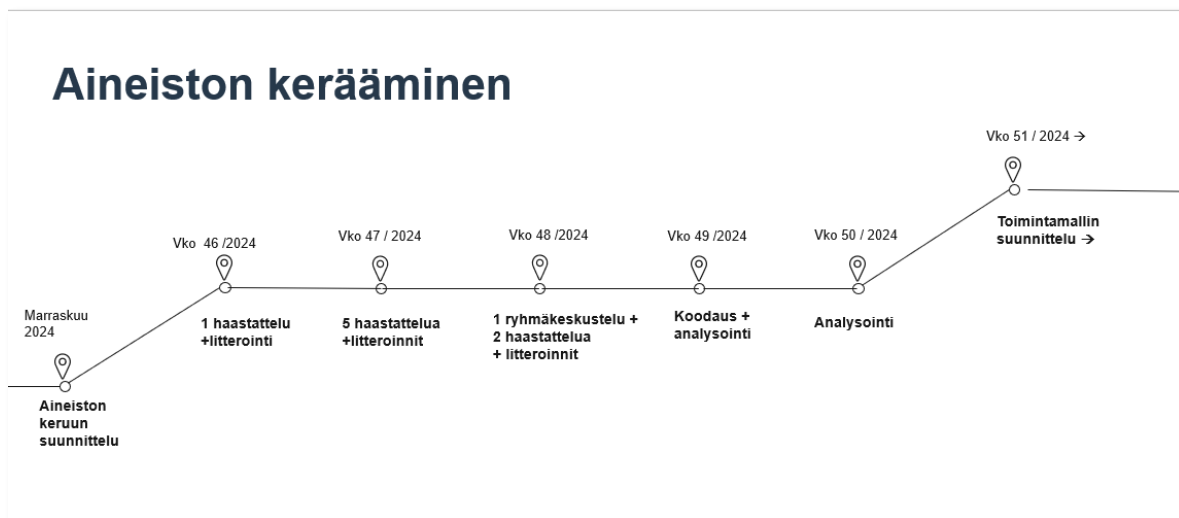 Aineiston kerääminen
Marraskuu
2024
Aineiston
keruun
suunnittelu
Vko 46 /2024
1 haastattelu
+litterointi
Vko 47 / 2024
5 haastattelua
+litteroinnit
Vko 48 /2024
1 ryhmäkeskustelu +
2 haastattelua
+ litteroinnit
Vko 49 /2024
Koodaus +
analysointi
Vko 50 / 2024
Analysointi
Vko 51 / 2024 →
Toimintamallin
suunnittelu →